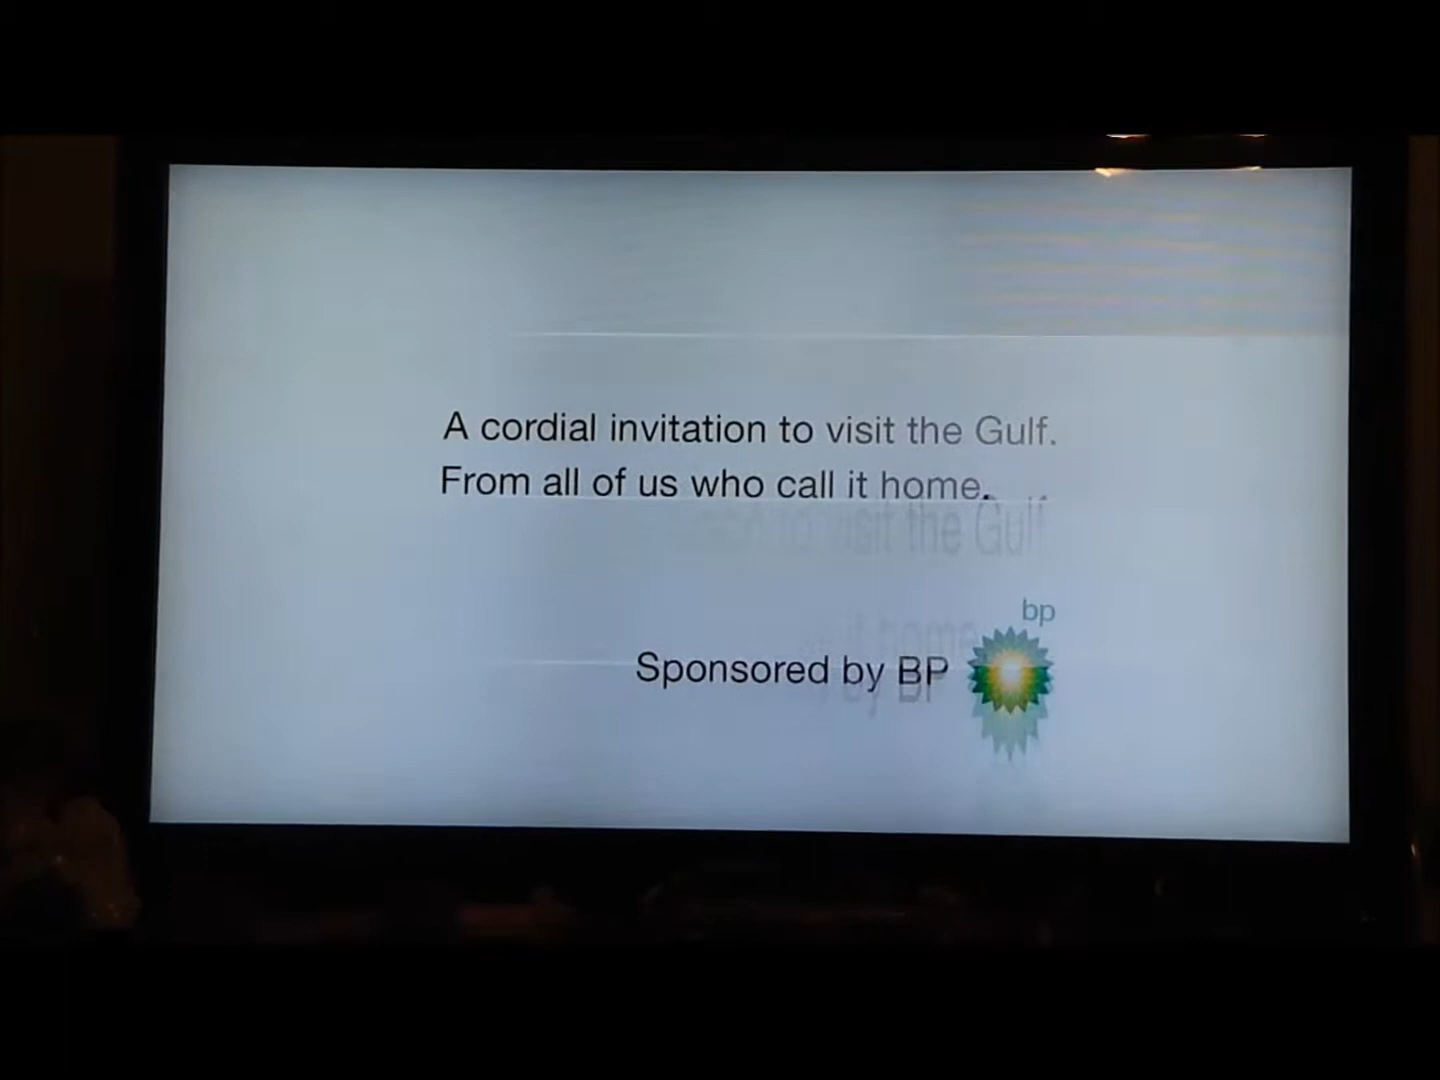 A cordial invitation to visit the Gulf.
From all of us who call it home.
bp
Sponsored by BP